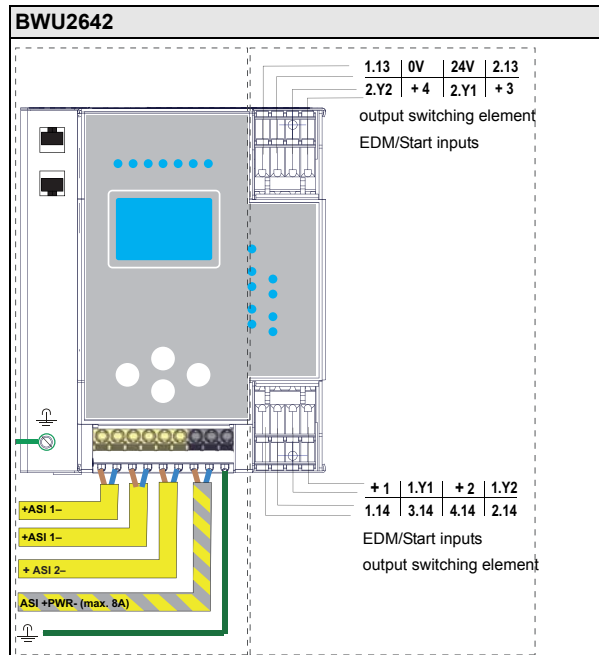 BWU2642
1.13 0V 24V 2.13
2.Y2 + 4 2.Y1 + 3
output switching element
EDM/Start inputs
+ 1 1.Y1 + 2 1.Y2
1.14 3.14 4.14 2.14
EDM/Start inputs
output switching element
+ASI 1–
+ASI 1–
+ ASI 2–
ASI +PWR- (max. 8A)